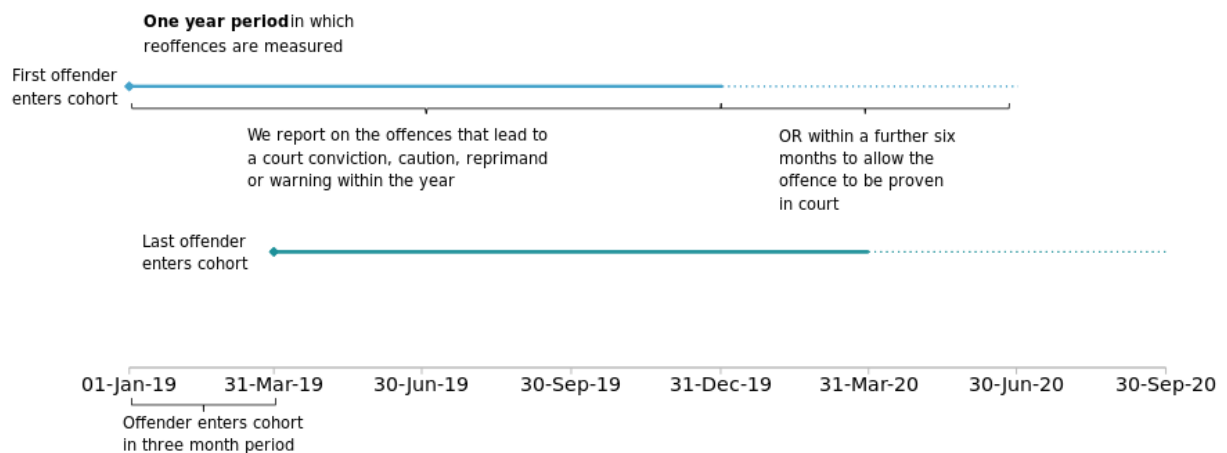 One year period in which
reoffences are measured
First offender
enters cohort
We report on the offences that lead to
a court conviction, caution, reprimand
or warning within the year
OR within a further six
months to allow the
offence to be proven
in court
Last offender
enters cohort
01-Jan-19 31-Mar-19 30-Jun-19 30-Sep-19 31-Dec-19 31-Mar-20 30-Jun-20 30-Sep-20
Offender enters cohort
in three month period